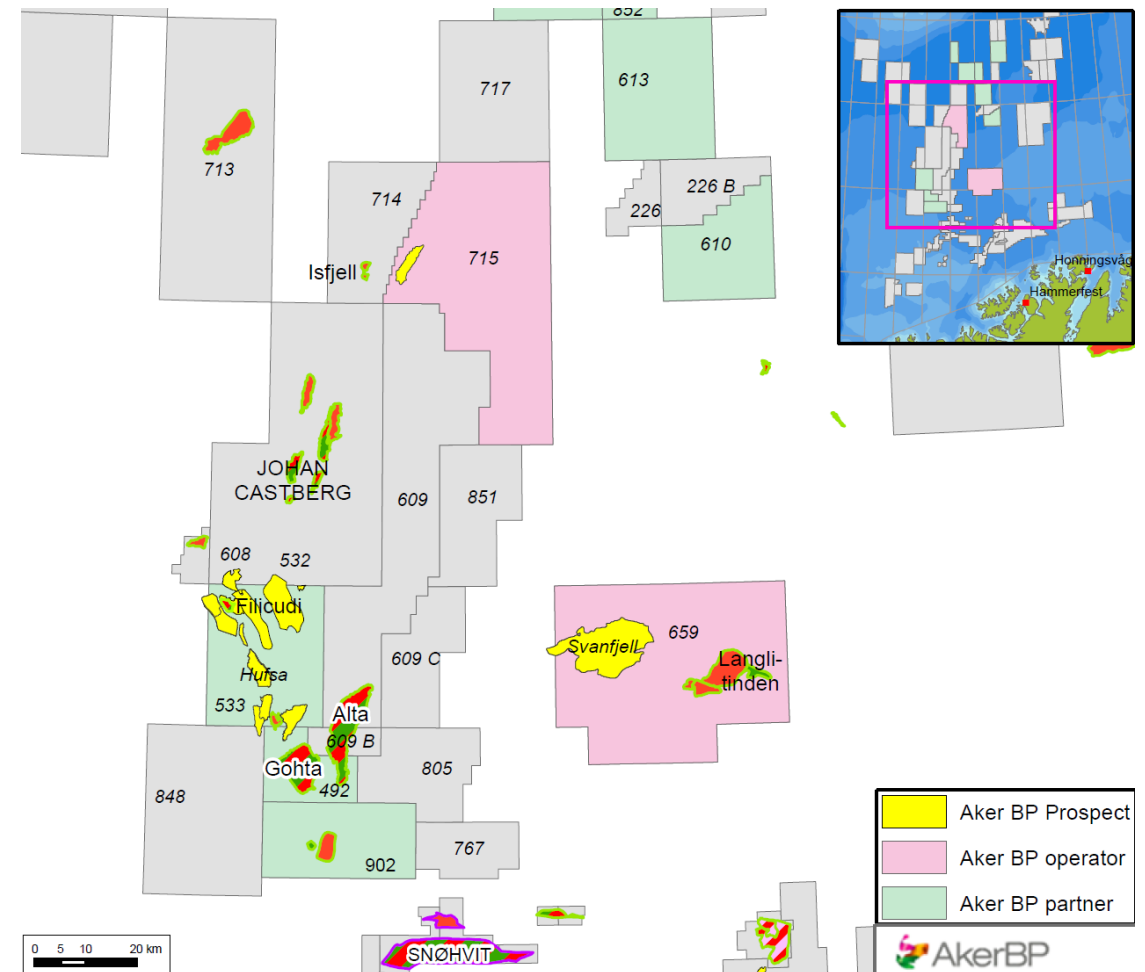 852
717
613
713
714
226 B
226
715
610
Isfjell
Honningsvåg
Hammerfest
JOHAN
CASTBERG
609
851
608
532
Filicudi
Svanfjell
659
Langli-
tinden
609 C
Hufsa
533
Alta
609 B
Gohta
492
805
848
767
902
SNØHVIT
Aker BP Prospect
Aker BP operator
Aker BP partner
0 5 10 20 km
AkerBP